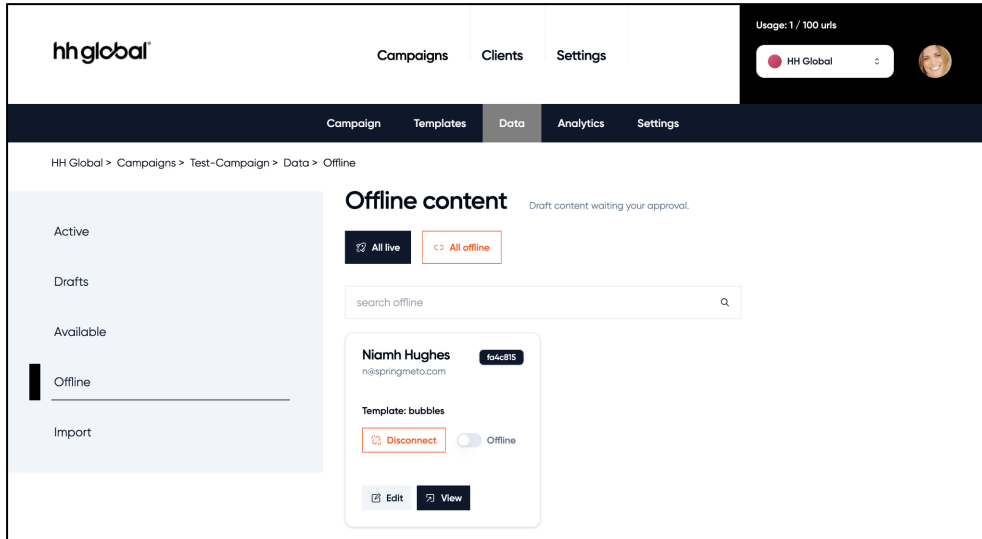 Usage: 1 / 100 urls
hh global®
Campaigns Clients Settings
HH Global
Campaign Templates Data Analytics Settings
HH Global > Campaigns > Test-Campaign > Data > Offline
Offline content Draft content waiting your approval.
Active
All live All offline
Drafts
search offline
Available
Niamh Hughes fa4c815
n@springmeto.com
Offline
Template: bubbles
Import
Disconnect Offline
Edit View